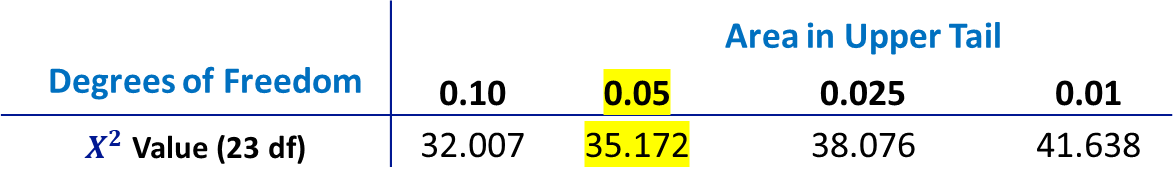 Area in Upper Tail
Degrees of Freedom
0.10 0.05 0.025 0.01
X² Value (23 df) 32.007 35.172 38.076 41.638